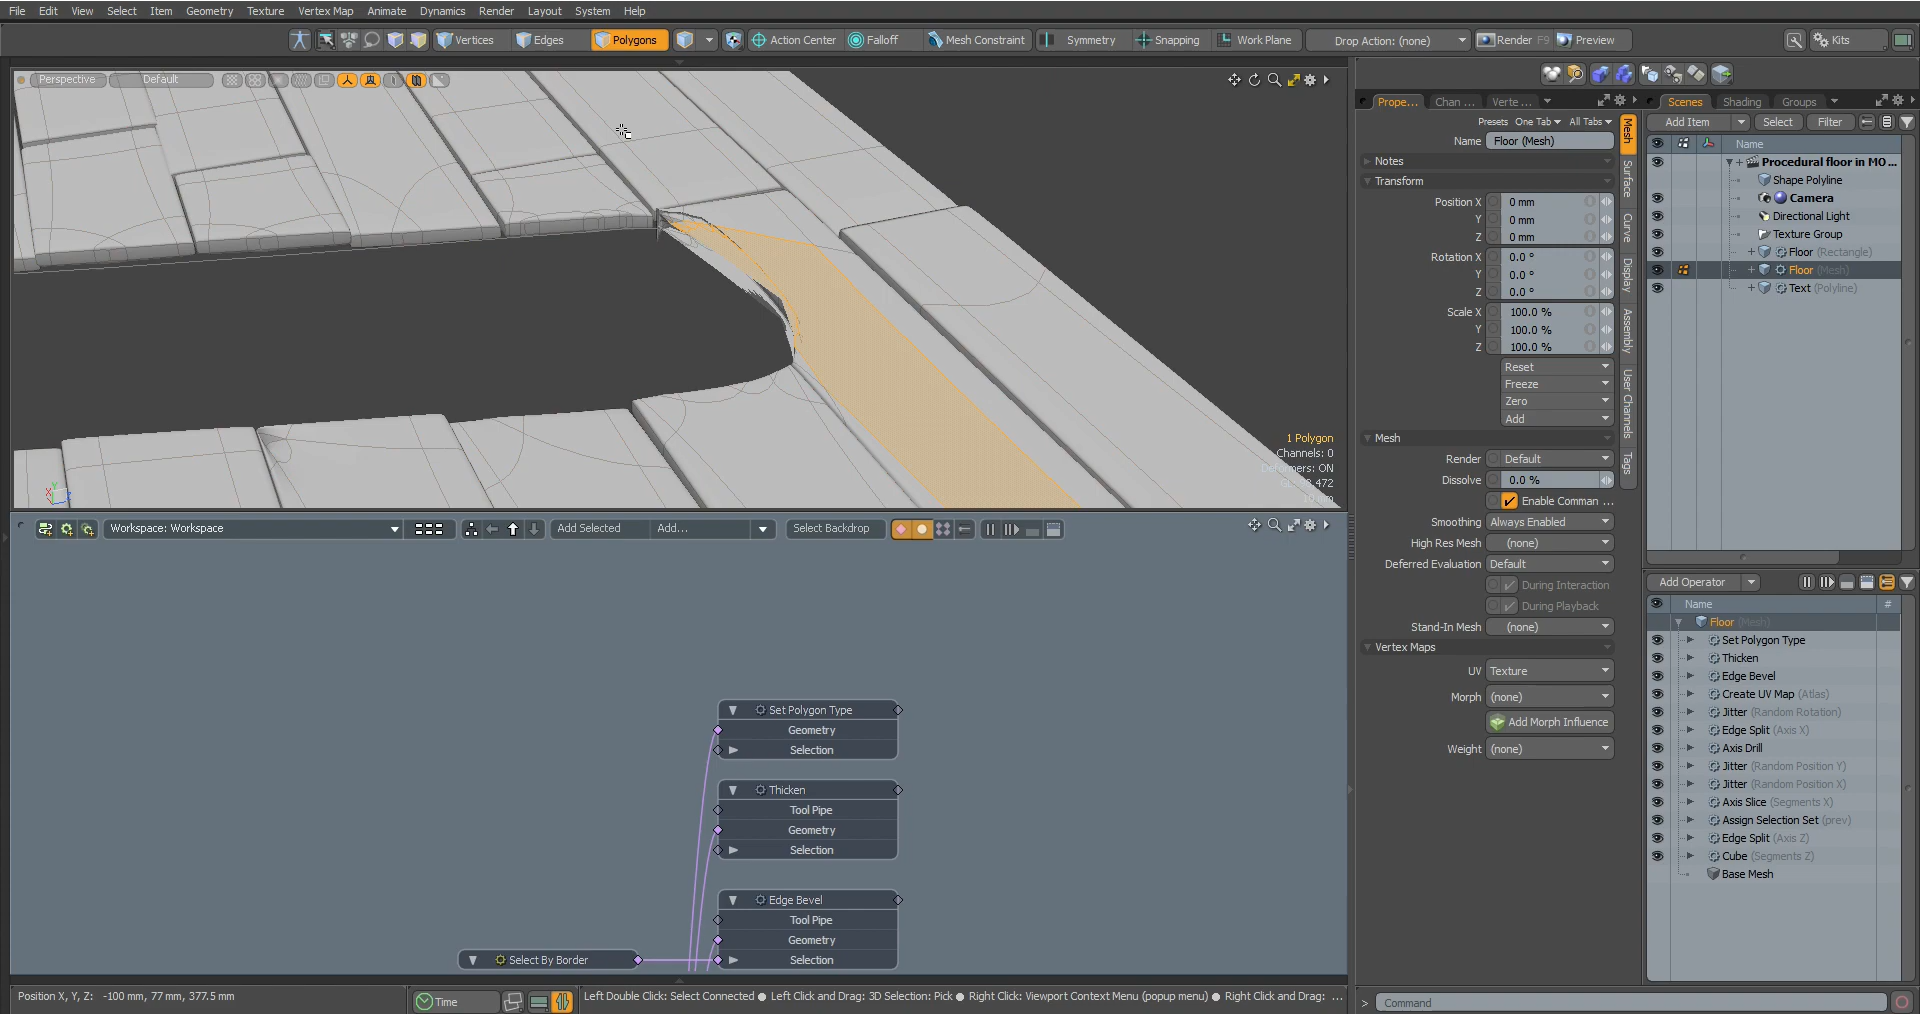 File Edit View Select Item Geometry Texture Vertex Map Animate Dynamics Render Layout System Help
Vertices Edges Polygons Action Center Falloff Mesh Constraint Symmetry Snapping Work Plane Drop Action: (none) Render F9 Preview Kits
Perspective Default
1 Polygon
Channels: 0
Deformers: ON
10 mm
Workspace: Workspace Add Selected Add... Select Backdrop
Set Polygon Type
Geometry
Selection
Thicken
Tool Pipe
Geometry
Selection
Edge Bevel
Tool Pipe
Geometry
Selection
Select By Border
Position X, Y, Z: -100 mm, 77 mm, 377.5 mm
Time
Left Double Click: Select Connected ● Left Click and Drag: 3D Selection: Pick ● Right Click: Viewport Context Menu (popup menu) ● Right Click and Drag: ...
Prope... Chan ... Verte ...
Presets One Tab All Tabs
Name Floor (Mesh)
Notes
Transform
Position X 0 mm
Y 0 mm
Z 0 mm
Rotation X 0.0 °
Y 0.0 °
Z 0.0 °
Scale X 100.0 %
Y 100.0 %
Z 100.0 %
Reset
Freeze
Zero
Add
Mesh
Render Default
Dissolve 0.0 %
Enable Comman ...
Smoothing Always Enabled
High Res Mesh (none)
Deferred Evaluation Default
During Interaction
During Playback
Stand-In Mesh (none)
Vertex Maps
UV Texture
Morph (none)
Add Morph Influence
Weight (none)
Mesh
Surface
Curve
Display
Assembly
User Channels
Tags
Scenes Shading Groups
Add Item Select Filter
Name
Procedural floor in MO ...
Shape Polyline
Camera
Directional Light
Texture Group
Floor (Rectangle)
Floor (Mesh)
Text (Polyline)
Add Operator
Name #
Floor (Mesh)
Set Polygon Type
Thicken
Edge Bevel
Create UV Map (Atlas)
Jitter (Random Rotation)
Edge Split (Axis X)
Axis Drill
Jitter (Random Position Y)
Jitter (Random Position X)
Axis Slice (Segments X)
Assign Selection Set (prev)
Edge Split (Axis Z)
Cube (Segments Z)
Base Mesh
> Command